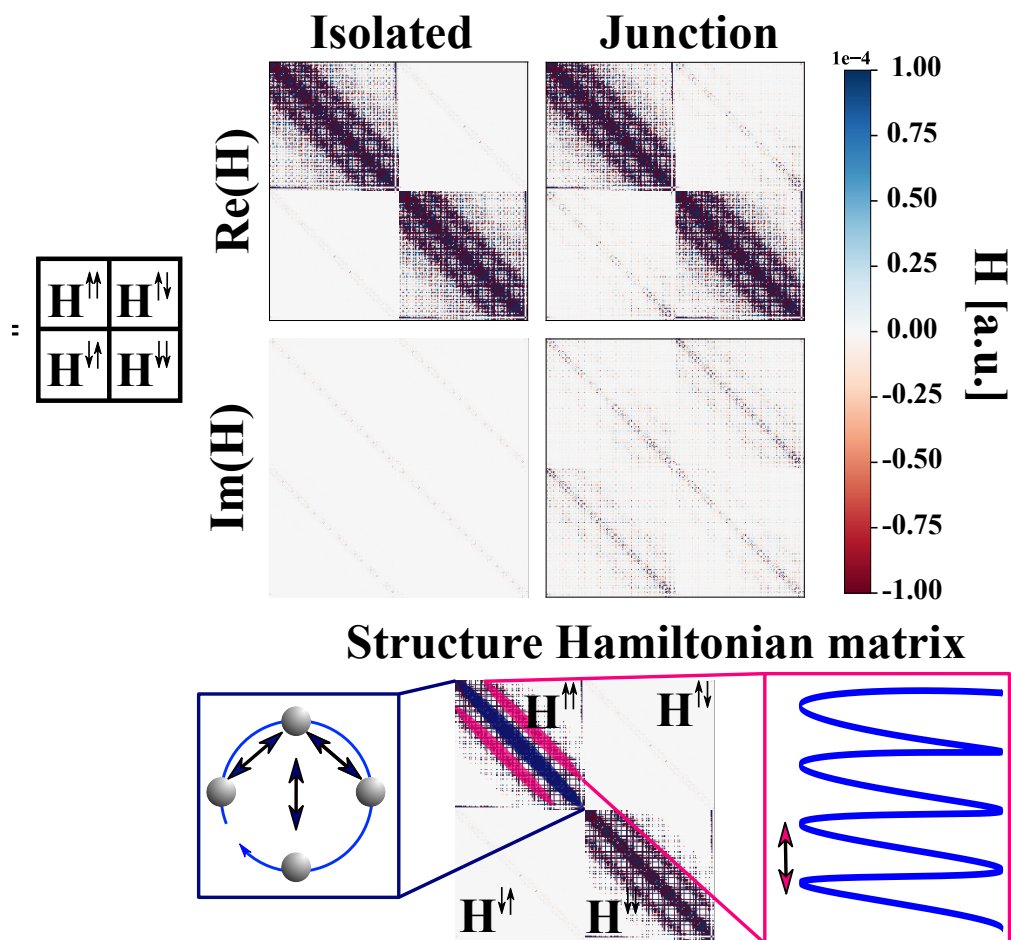 Isolated
Junction
Re(H)
Im(H)
1e−4
1.00
0.75
0.50
0.25
0.00
-0.25
-0.50
-0.75
-1.00
H [a.u.]
"
H↑↑ H↑↓
H↓↑ H↓↓
Structure Hamiltonian matrix
H↑↑ H↑↓
H↓↑ H↓↓